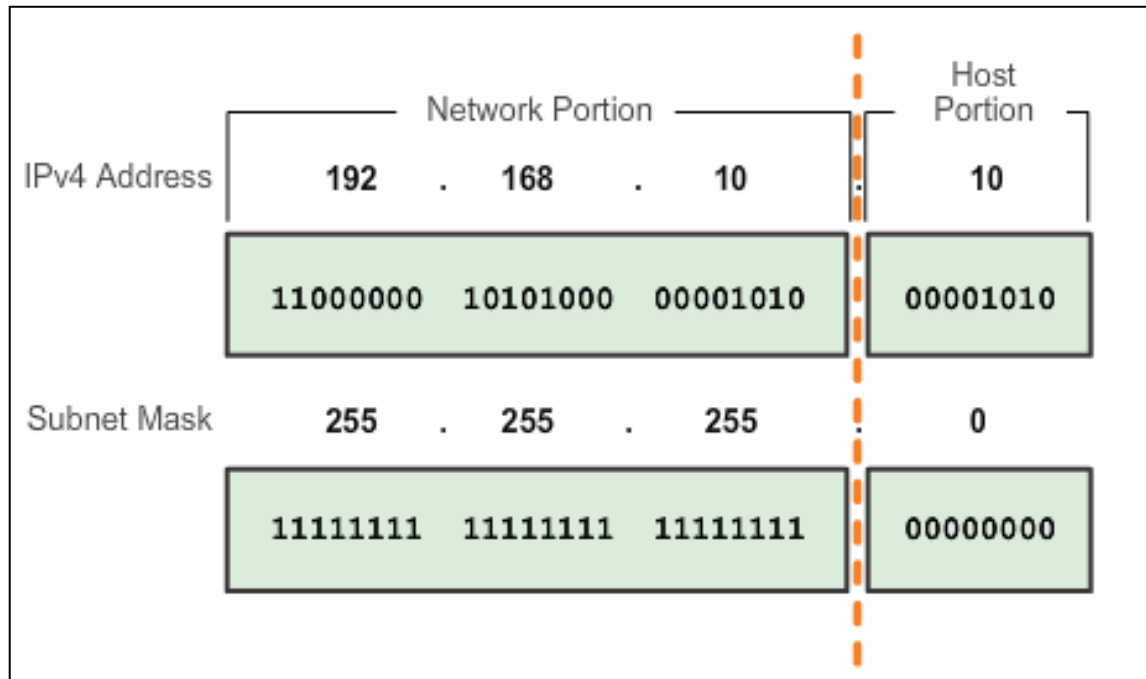 Network Portion
Host
Portion
IPv4 Address 192 . 168 . 10 . 10
11000000 10101000 00001010 00001010
Subnet Mask 255 . 255 . 255 . 0
11111111 11111111 11111111 00000000